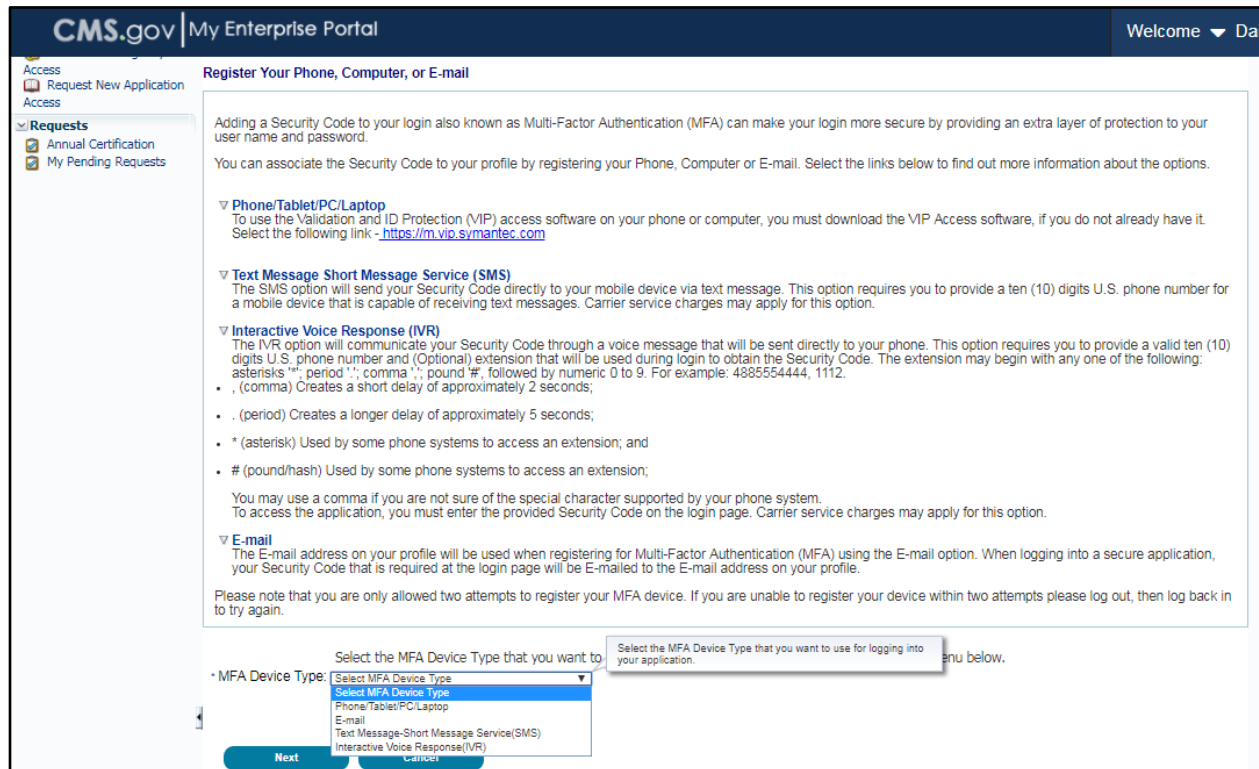 CMS.gov My Enterprise Portal
Welcome Da
Access
Request New Application
Access
Requests
Annual Certification
My Pending Requests
Register Your Phone, Computer, or E-mail
Adding a Security Code to your login also known as Multi-Factor Authentication (MFA) can make your login more secure by providing an extra layer of protection to your
user name and password.
You can associate the Security Code to your profile by registering your Phone, Computer or E-mail. Select the links below to find out more information about the options.
Phone/Tablet/PC/Laptop
To use the Validation and ID Protection (VIP) access software on your phone or computer, you must download the VIP Access software, if you do not already have it.
Select the following link - https://m.vip.symantec.com
Text Message Short Message Service (SMS)
The SMS option will send your Security Code directly to your mobile device via text message. This option requires you to provide a ten (10) digits U.S. phone number for
a mobile device that is capable of receiving text messages. Carrier service charges may apply for this option.
Interactive Voice Response (IVR)
The IVR option will communicate your Security Code through a voice message that will be sent directly to your phone. This option requires you to provide a valid ten (10)
digits U.S. phone number and (Optional) extension that will be used during login to obtain the Security Code. The extension may begin with any one of the following:
asterisks '*'; period '.'; comma ','; pound '#', followed by numeric 0 to 9. For example: 4885554444, 1112.
• , (comma) Creates a short delay of approximately 2 seconds;
• . (period) Creates a longer delay of approximately 5 seconds;
• * (asterisk) Used by some phone systems to access an extension; and
• # (pound/hash) Used by some phone systems to access an extension;
You may use a comma if you are not sure of the special character supported by your phone system.
To access the application, you must enter the provided Security Code on the login page. Carrier service charges may apply for this option.
E-mail
The E-mail address on your profile will be used when registering for Multi-Factor Authentication (MFA) using the E-mail option. When logging into a secure application,
your Security Code that is required at the login page will be E-mailed to the E-mail address on your profile.
Please note that you are only allowed two attempts to register your MFA device. If you are unable to register your device within two attempts please log out, then log back in
to try again.
Select the MFA Device Type that you want to enu below.
Select the MFA Device Type that you want to use for logging into
your application.
* MFA Device Type: Select MFA Device Type
Select MFA Device Type
Phone/Tablet/PC/Laptop
E-mail
Text Message-Short Message Service(SMS)
Interactive Voice Response(IVR)
Next Cancel